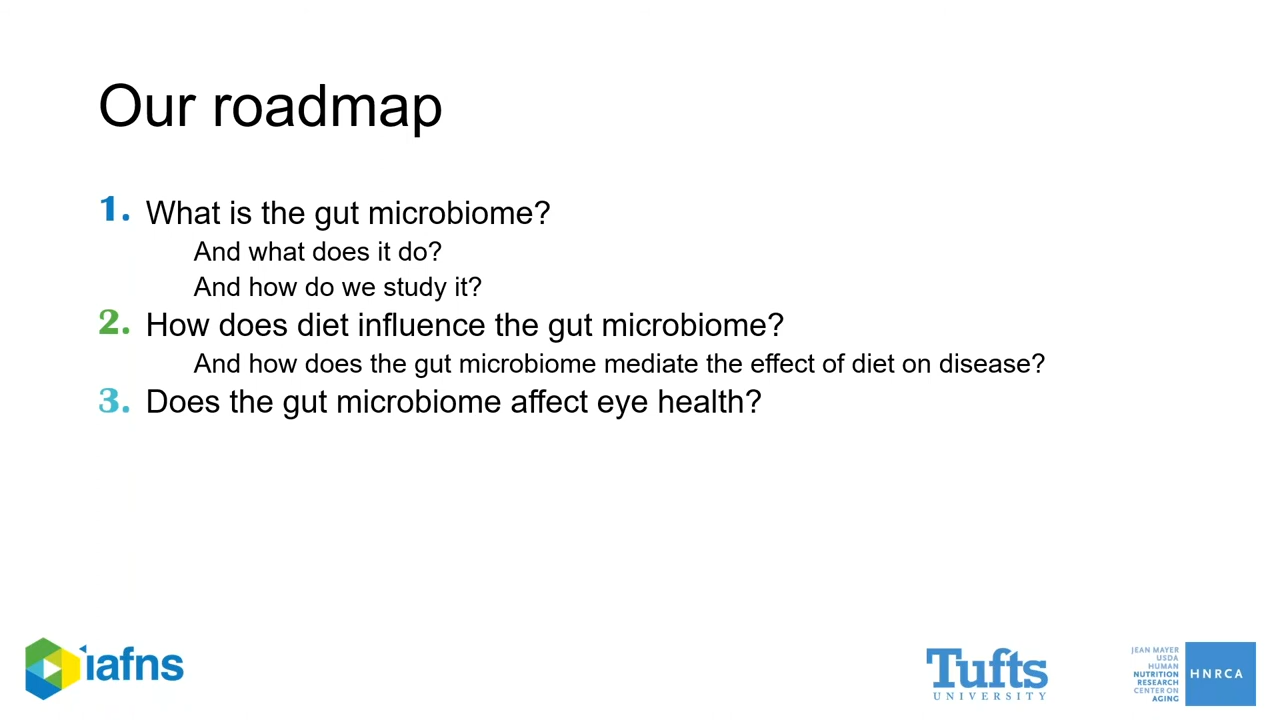 Our roadmap
1. What is the gut microbiome?
And what does it do?
And how do we study it?
2. How does diet influence the gut microbiome?
And how does the gut microbiome mediate the effect of diet on disease?
3. Does the gut microbiome affect eye health?
iafns
Tufts
UNIVERSITY
JEAN MAYER
USDA
HUMAN
NUTRITION
RESEARCH
CENTER ON
AGING
HNRCA